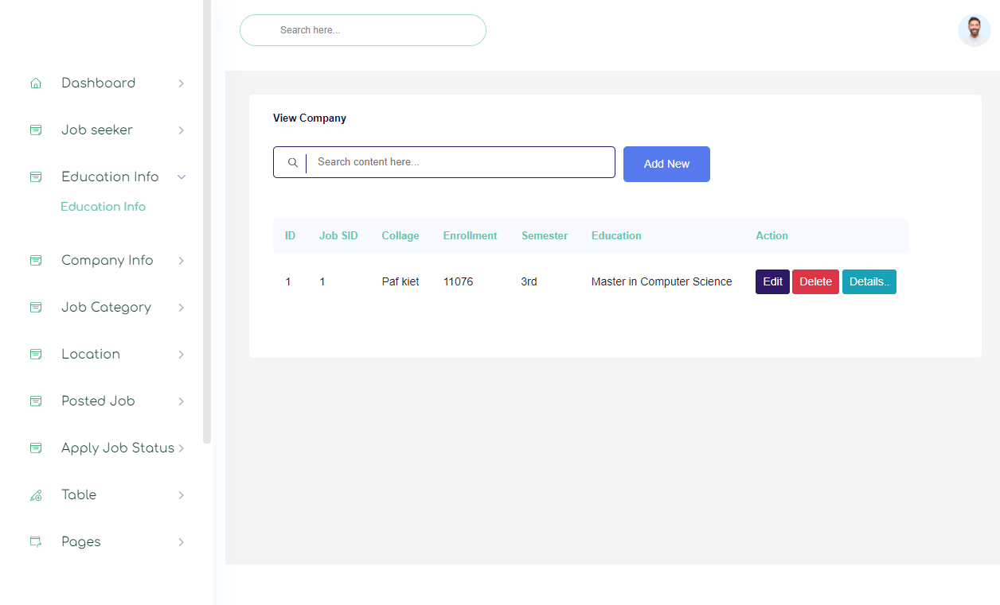 Search here...
Dashboard
Job seeker
Education Info
Education Info
Company Info
Job Category
Location
Posted Job
Apply Job Status
Table
Pages
View Company
Search content here...
Add New
ID Job SID Collage Enrollment Semester Education Action
1 1 Paf kiet 11076 3rd Master in Computer Science Edit Delete Details..